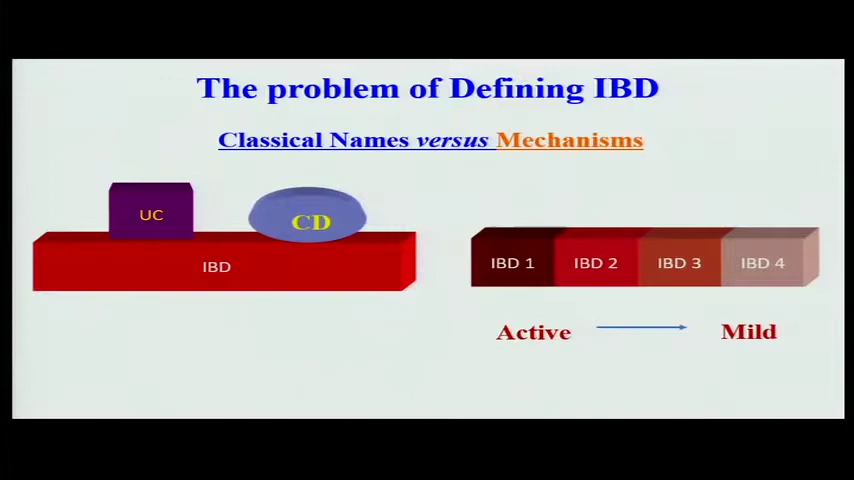 The problem of Defining IBD
Classical Names versus Mechanisms
UC
CD
IBD
IBD 1
IBD 2
IBD 3
IBD 4
Active
Mild